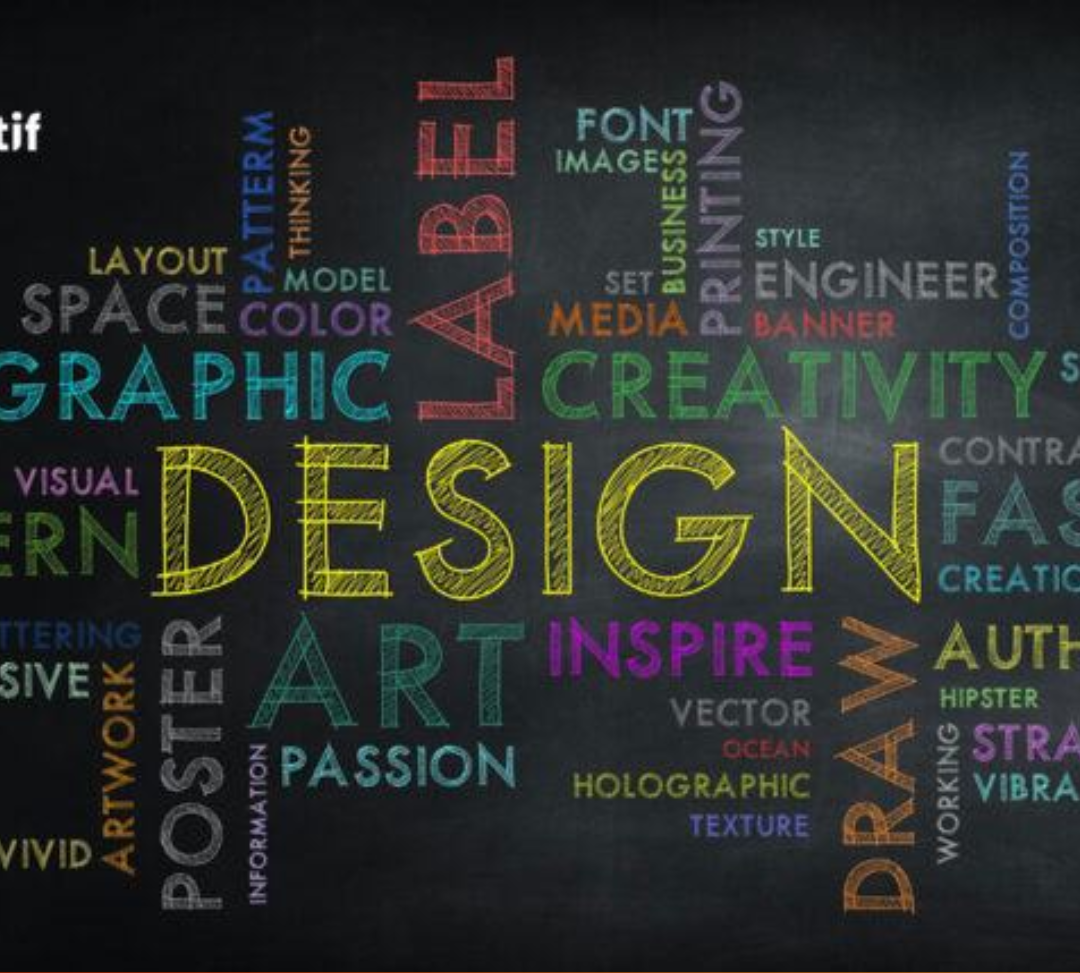 tif
LABEL
FONT
IMAGES
PATTERM
THINKING
BUSINESS
PRINTING
COMPOSITION
STYLE
LAYOUT
MODEL
SET
ENGINEER
SPACE
COLOR
MEDIA
BANNER
GRAPHIC
CREATIVITY
S
DESIGN
CONTRA
VISUAL
FAS
ERN
CREATIO
TTERING
POSTER
ART
INSPIRE
DRAW
AUTH
SIVE
ARTWORK
HIPSTER
VECTOR
WORKING
STRA
OCEAN
INFORMATION
PASSION
HOLOGRAPHIC
VIBRA
TEXTURE
VIVID